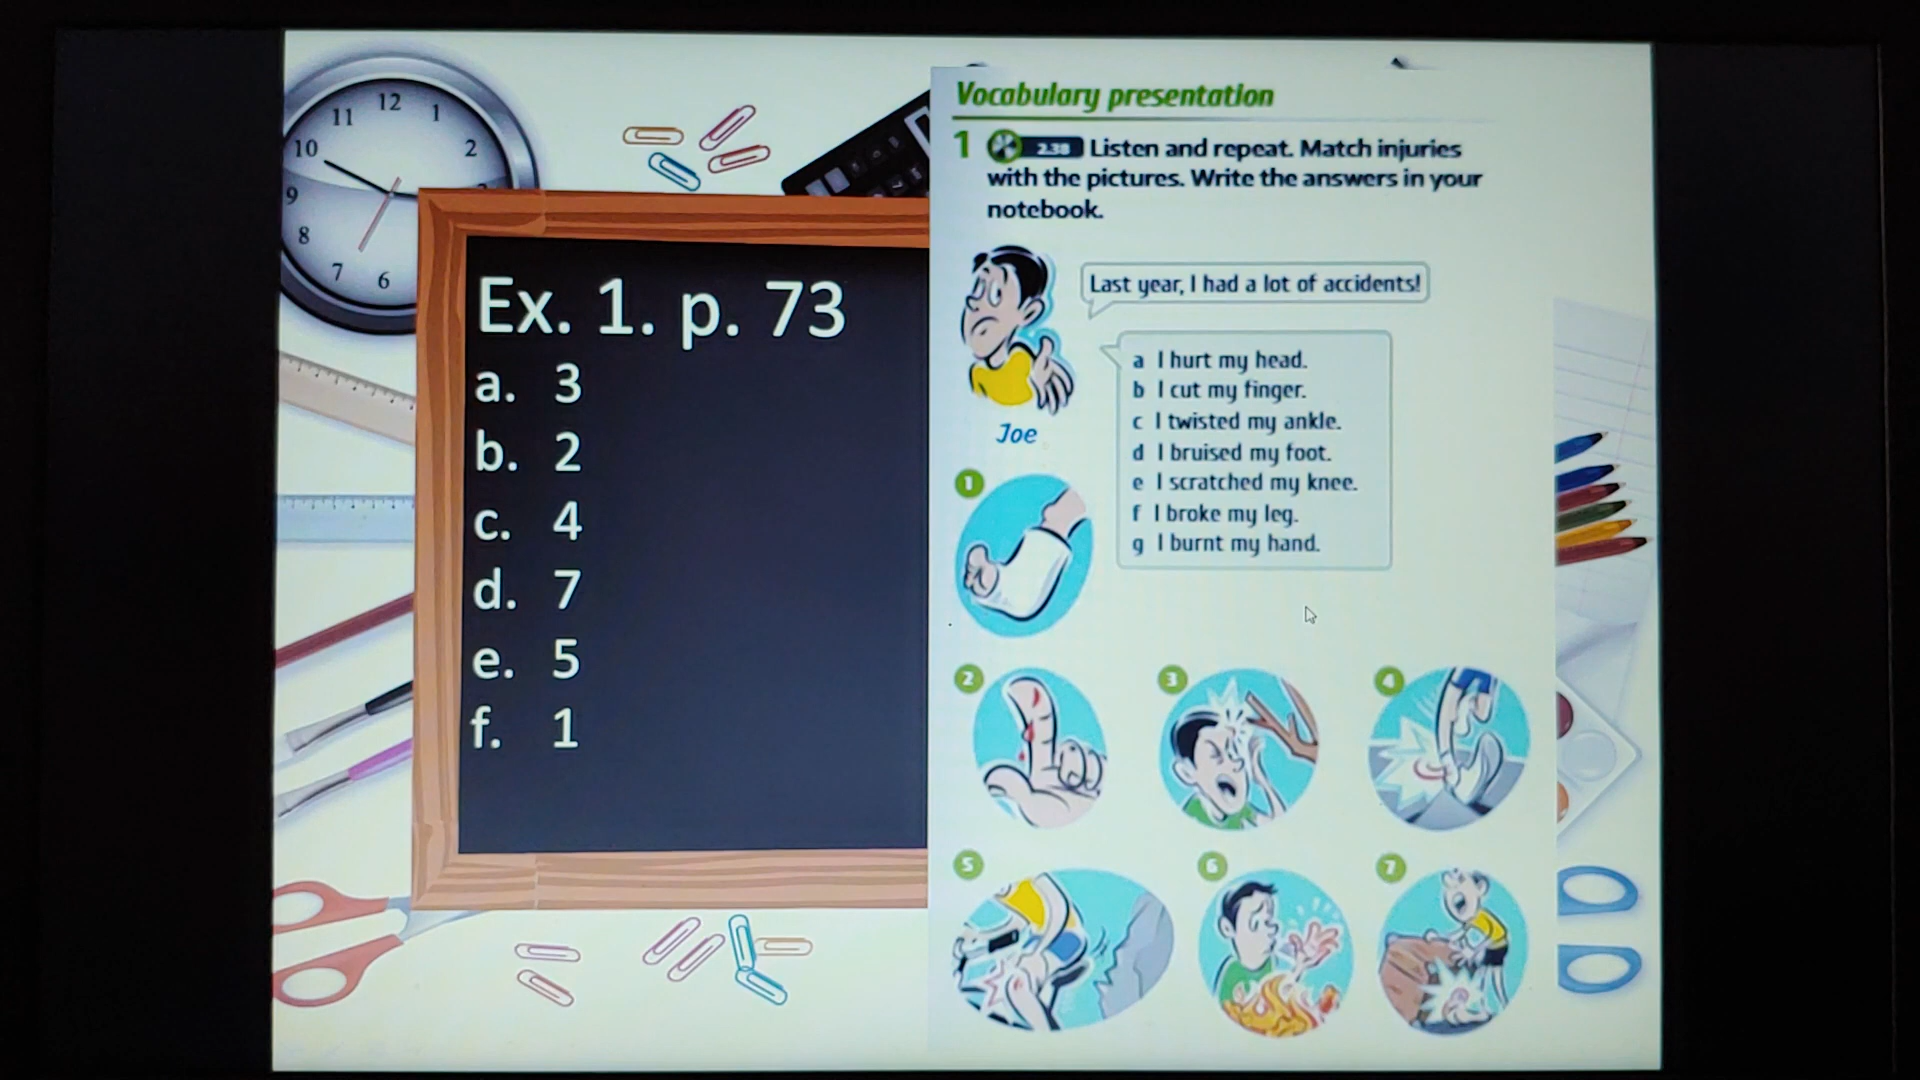 12
11
1
10
2
9
8
7
6
Ex. 1. p. 73
a. 3
b. 2
c. 4
d. 7
e. 5
f. 1
Vocabulary presentation
1 2.38 Listen and repeat. Match injuries
with the pictures. Write the answers in your
notebook.
Last year, I had a lot of accidents!
Joe
a I hurt my head.
b I cut my finger.
c I twisted my ankle.
d I bruised my foot.
e I scratched my knee.
f I broke my leg.
g I burnt my hand.
1
2
3
4
5
6
7